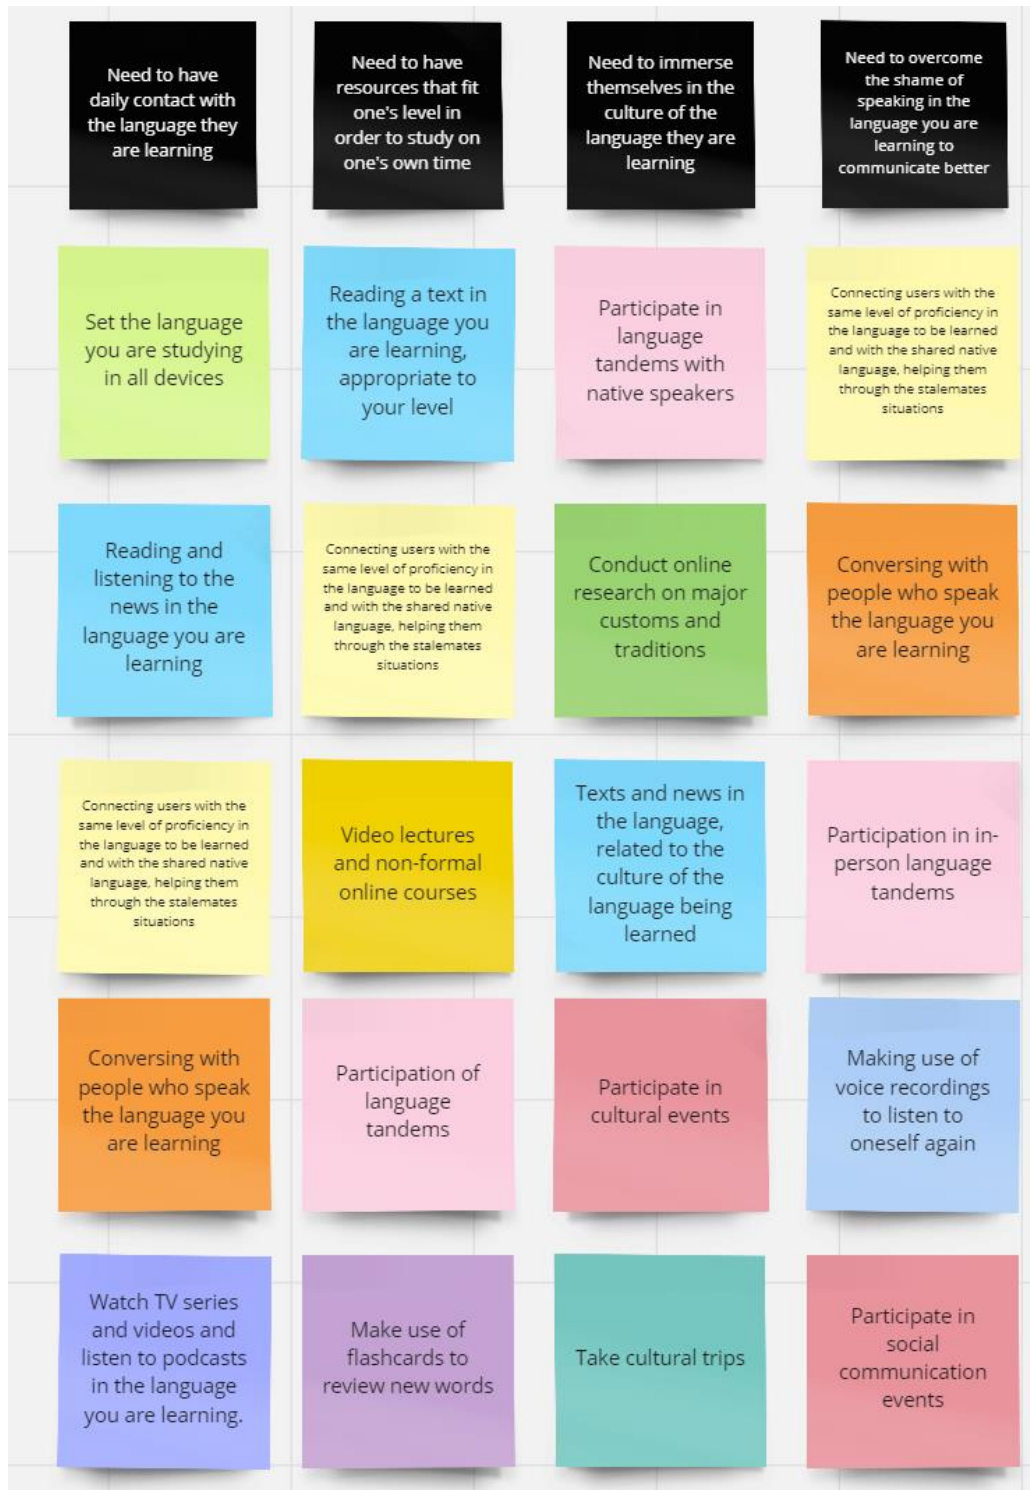 Need to have
daily contact with
the language they
are learning
Need to have
resources that fit
one's level in
order to study on
one's own time
Need to immerse
themselves in the
culture of the
language they are
learning
Need to overcome
the shame of
speaking in the
language you are
learning to
communicate better
Set the language
you are studying
in all devices
Reading a text in
the language you
are learning,
appropriate to
your level
Participate in
language
tandems with
native speakers
Connecting users with the
same level of proficiency in
the language to be learned
and with the shared native
language, helping them
through the stalemates
situations
Reading and
listening to the
news in the
language you are
learning
Connecting users with the
same level of proficiency in
the language to be learned
and with the shared native
language, helping them
through the stalemates
situations
Conduct online
research on major
customs and
traditions
Conversing with
people who speak
the language you
are learning
Connecting users with the
same level of proficiency in
the language to be learned
and with the shared native
language, helping them
through the stalemates
situations
Video lectures
and non-formal
online courses
Texts and news in
the language,
related to the
culture of the
language being
learned
Participation in in-
person language
tandems
Conversing with
people who speak
the language you
are learning
Participation of
language
tandems
Participate in
cultural events
Making use of
voice recordings
to listen to
oneself again
Watch TV series
and videos and
listen to podcasts
in the language
you are learning.
Make use of
flashcards to
review new words
Take cultural trips
Participate in
social
communication
events